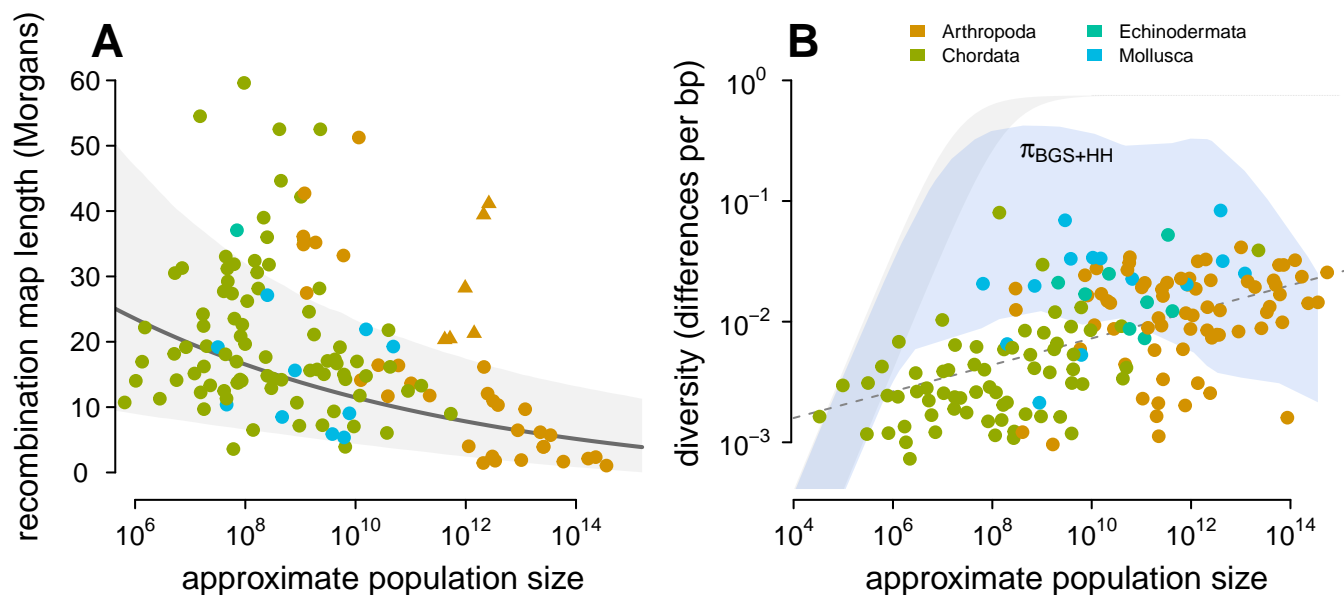 A
recombination map length (Morgans)
60
50
40
30
20
10
0
10^6
10^8
10^10
10^12
10^14
approximate population size
B
Arthropoda
Chordata
Echinodermata
Mollusca
diversity (differences per bp)
10^0
10^−1
10^−2
10^−3
π_BGS+HH
10^4
10^6
10^8
10^10
10^12
10^14
approximate population size